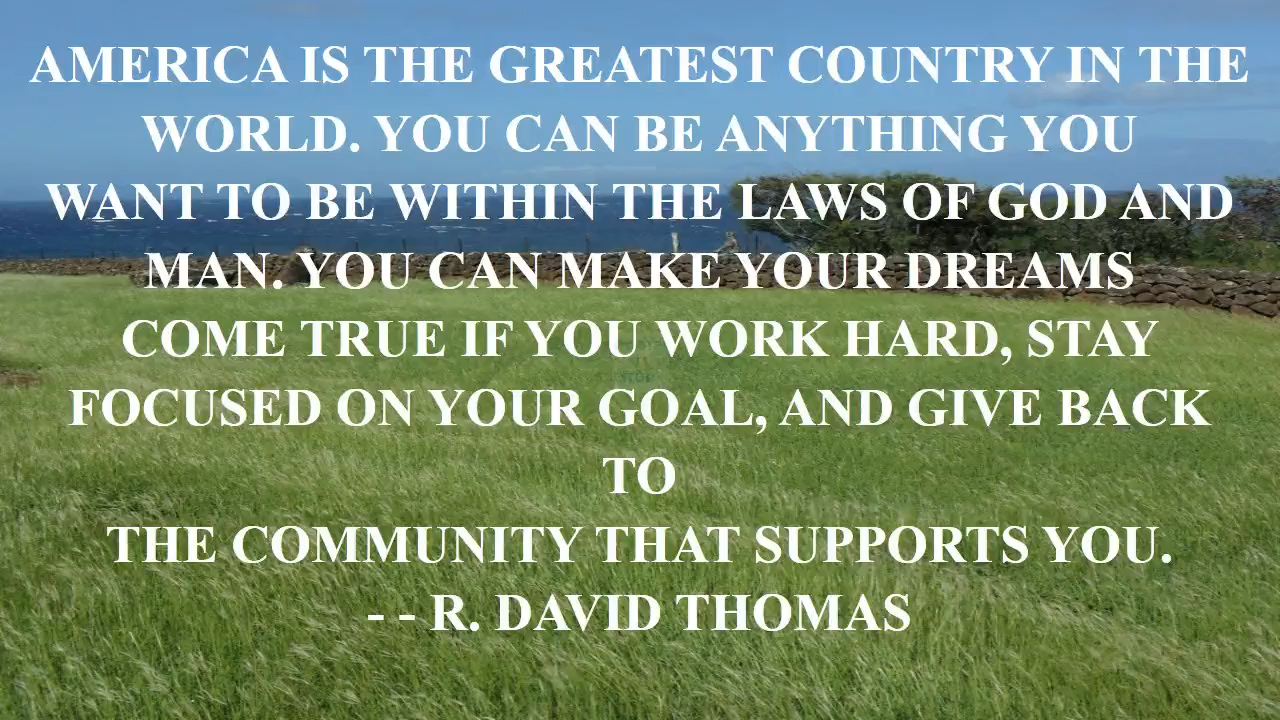 AMERICA IS THE GREATEST COUNTRY IN THE
WORLD. YOU CAN BE ANYTHING YOU
WANT TO BE WITHIN THE LAWS OF GOD AND
MAN. YOU CAN MAKE YOUR DREAMS
COME TRUE IF YOU WORK HARD, STAY
FOCUSED ON YOUR GOAL, AND GIVE BACK
TO
THE COMMUNITY THAT SUPPORTS YOU.
- - R. DAVID THOMAS